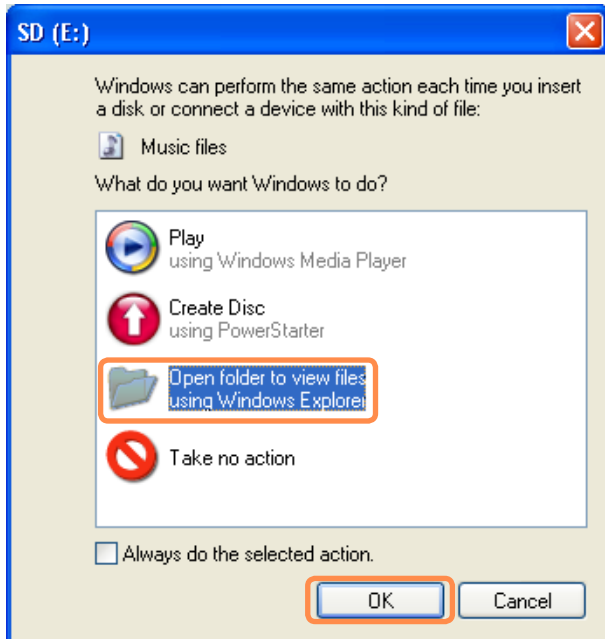 SD (E:)
Windows can perform the same action each time you insert
a disk or connect a device with this kind of file:
Music files
What do you want Windows to do?
Play
using Windows Media Player
Create Disc
using PowerStarter
Open folder to view files
using Windows Explorer
Take no action
Always do the selected action.
OK Cancel